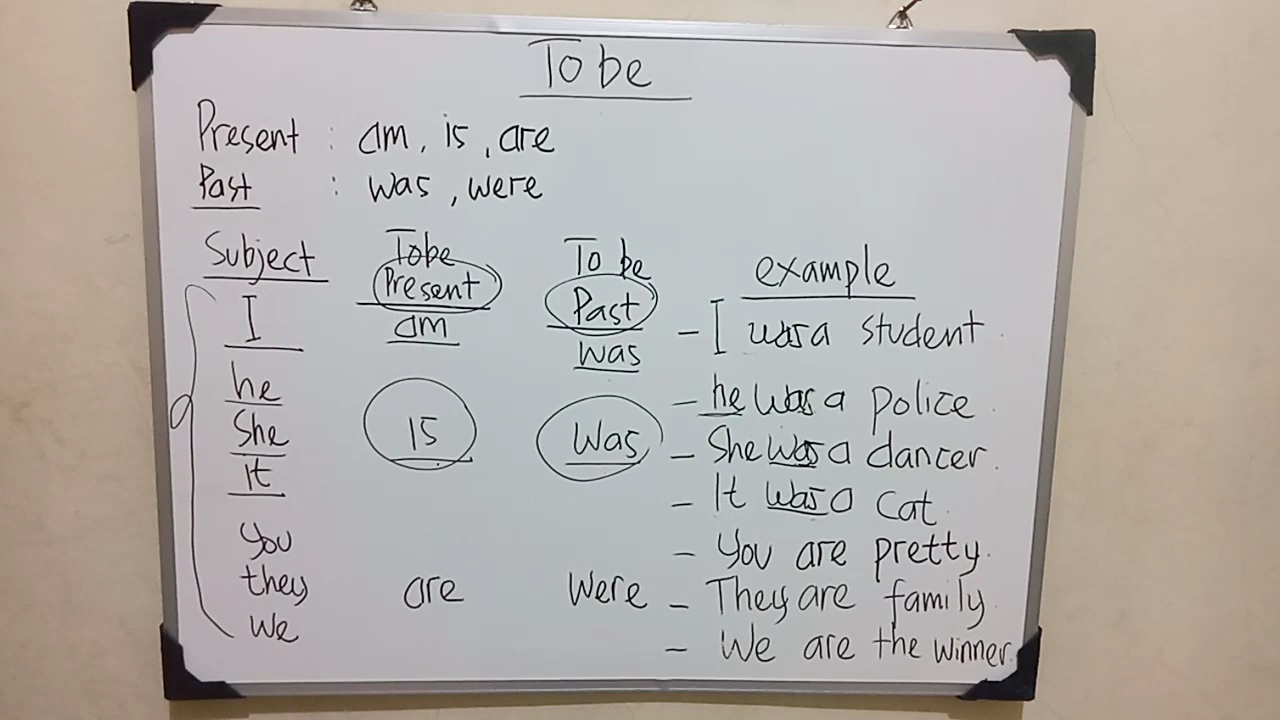 To be
Present : am, is, are
Past : was, were
Subject Tobe Present To be Past example
I am was - I was a student
he - he was a police.
She is was - She was a dancer.
it - It was a cat.
you - You are pretty.
they are were - They are family.
we - We are the winner.